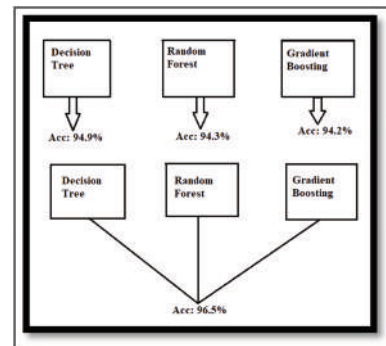 Decision
Tree
Random
Forest
Gradient
Boosting
Acc: 94.9%
Acc: 94.3%
Acc: 94.2%
Decision
Tree
Random
Forest
Gradient
Boosting
Acc: 96.5%